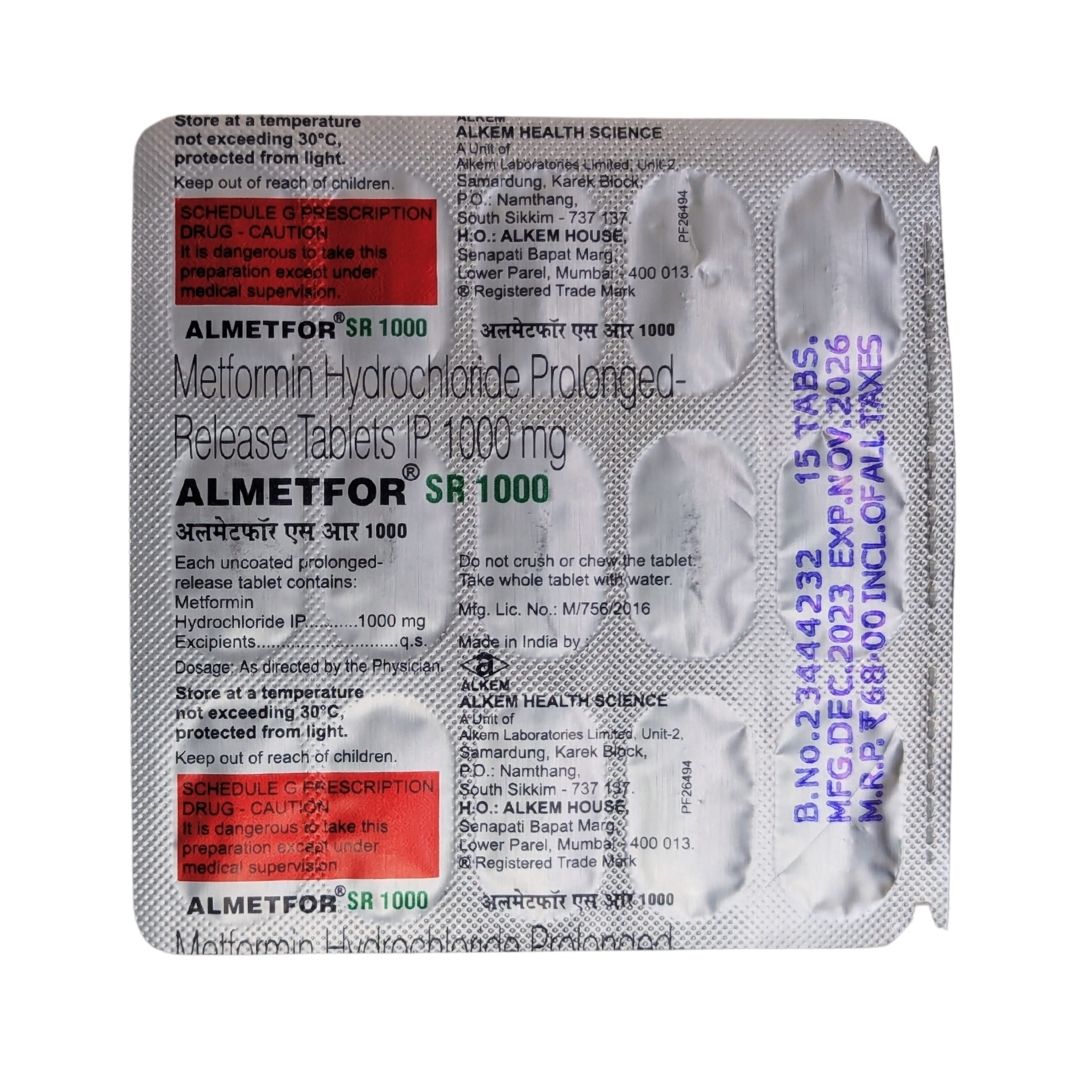 Store at a temperature
not exceeding 30°C,
protected from light.
Keep out of reach of children.
SCHEDULE G PRESCRIPTION
DRUG - CAUTION
It is dangerous to take this
preparation except under
medical supervision.
ALMETFOR® SR 1000
ALKEM
ALKEM HEALTH SCIENCE
A Unit of
Alkem Laboratories Limited, Unit-2,
Samardung, Karek Block,
P.O.: Namthang,
South Sikkim - 737 137.
H.O.: ALKEM HOUSE,
Senapati Bapat Marg,
Lower Parel, Mumbai - 400 013.
® Registered Trade Mark
अलमेटफॉर एस आर 1000
PF26494
Metformin Hydrochloride Prolonged-
Release Tablets IP 1000 mg
ALMETFOR® SR 1000
अलमेटफॉर एस आर 1000
Each uncoated prolonged-
release tablet contains:
Metformin
Hydrochloride IP..........1000 mg
Excipients..........................q.s.
Dosage: As directed by the Physician.
Store at a temperature
not exceeding 30°C,
protected from light.
Keep out of reach of children.
SCHEDULE G PRESCRIPTION
DRUG - CAUTION
It is dangerous to take this
preparation except under
medical supervision.
ALMETFOR® SR 1000
Do not crush or chew the tablet.
Take whole tablet with water.
Mfg. Lic. No.: M/756/2016
Made in India by :
a
ALKEM
ALKEM HEALTH SCIENCE
A Unit of
Alkem Laboratories Limited, Unit-2,
Samardung, Karek Block,
P.O.: Namthang,
South Sikkim - 737 137.
H.O.: ALKEM HOUSE,
Senapati Bapat Marg,
Lower Parel, Mumbai - 400 013.
® Registered Trade Mark
अलमेटफॉर एस आर 1000
PF26494
Metformin Hydrochloride Prolonged
B.No.23444232 15 TABS.
MFG.DEC.2023 EXP.NOV.2026
M.R.P.₹68.00 INCL.OF ALL TAXES